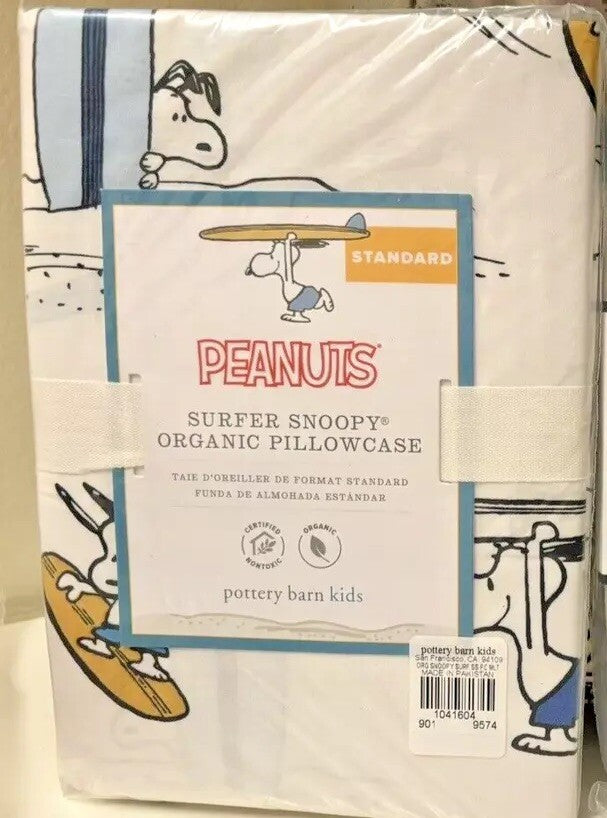 STANDARD
PEANUTS
SURFER SNOOPY®
ORGANIC PILLOWCASE
TAIE D'OREILLER DE FORMAT STANDARD
FUNDA DE ALMOHADA ESTÁNDAR
CERTIFIED
NONTOXIC
ORGANIC
pottery barn kids
pottery barn kids
San Francisco, CA. 94109
ORG SNOOPY SURF SS PC MLT
MADE IN PAKISTAN
1041604
901 9574